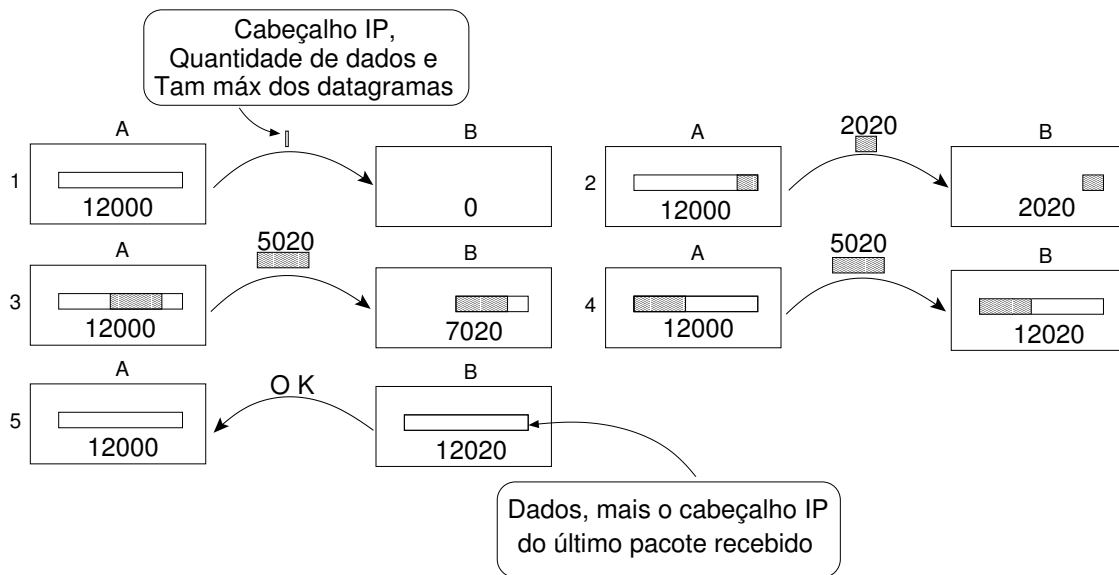 Cabeçalho IP,
Quantidade de dados e
Tam máx dos datagramas
A
B
1
12000
0
A
2020
B
2
12000
2020
A
5020
B
3
12000
7020
A
5020
B
4
12000
12020
A
O K
B
5
12000
12020
Dados, mais o cabeçalho IP
do último pacote recebido